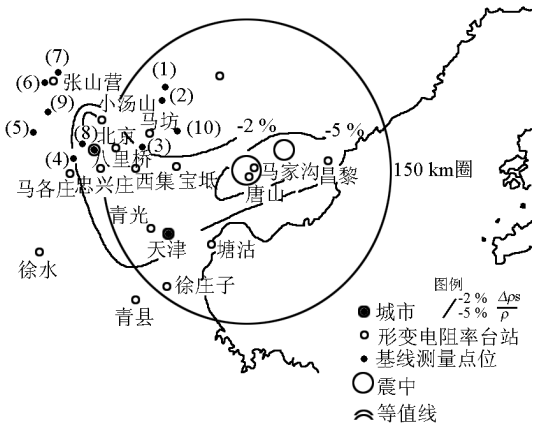 (7)
(6)
张山营
(1)
(2)
小汤山
(9)
马坊
(10)
-2 %
-5 %
(5)
(8)
北京
(3)
八里桥
(4)
马各庄
忠兴庄
西集
宝坻
马家沟
昌黎
150 km圈
唐山
青光
天津
塘沽
徐水
徐庄子
青县
图例
-2 %
-5 %
Δρs
ρ
城市
形变电阻率台站
基线测量点位
震中
等值线